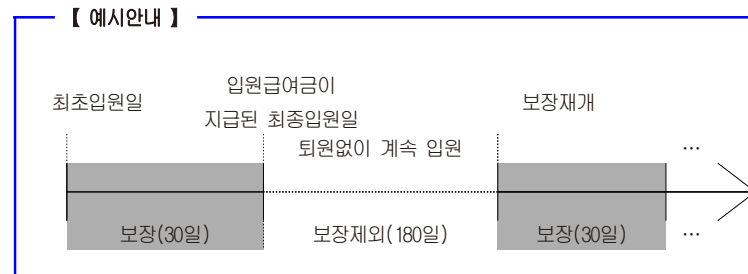 【 예시안내 】
최초입원일
입원급여금이
지급된 최종입원일
보장재개
퇴원없이 계속 입원
…
보장(30일)
보장제외(180일)
보장(30일)
…